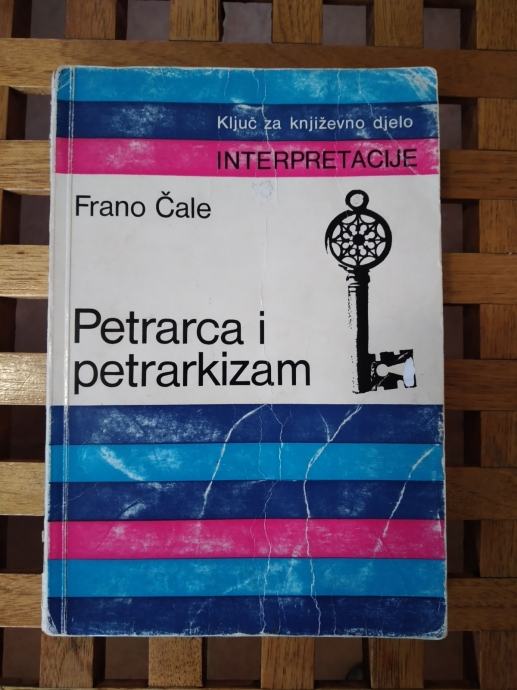 Ključ za književno djelo
INTERPRETACIJE
Frano Čale
Petrarca i
petrarkizam